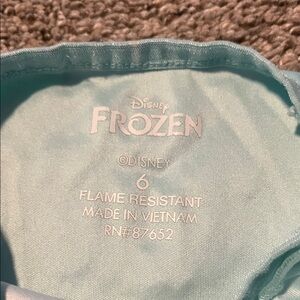 Disney
FROZEN
©DISNEY
6
FLAME RESISTANT
MADE IN VIETNAM
RN#87652